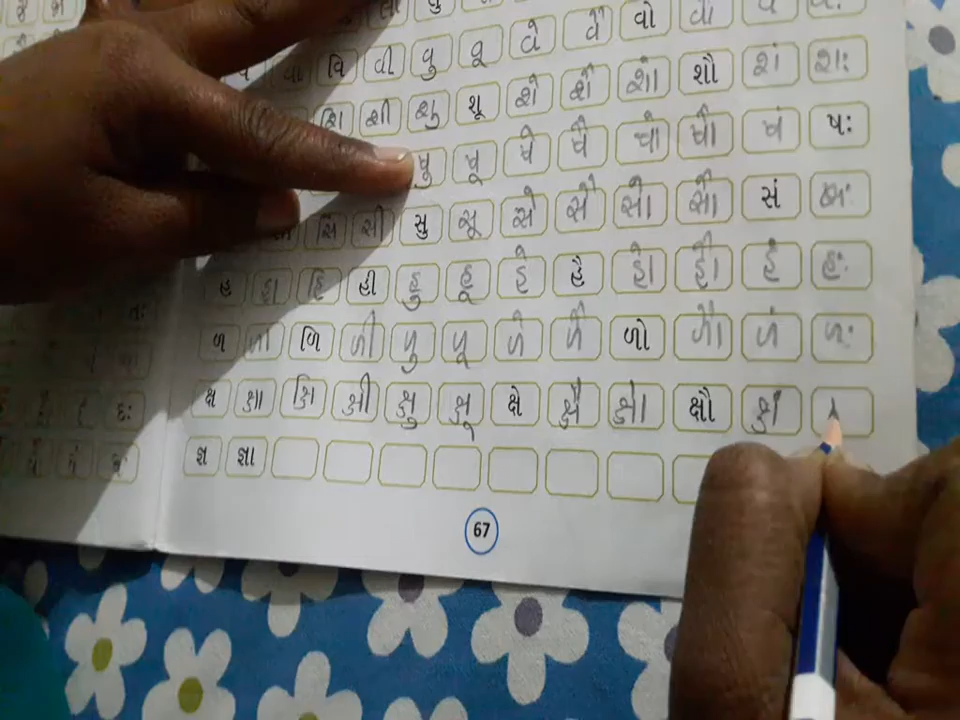 વિ વી વુ વૂ વે વૈ વો વૌ
શિ શી શુ શૂ શે શૈ શો શૌ શં શઃ
ષુ ષૂ ષે ષૈ ષો ષૌ ષં ષઃ
સિ સી સુ સૂ સે સૈ સો સૌ સં સઃ
હ હા હિ હી હુ હૂ હે હૈ હો હૌ હં હઃ
ળ ળા ળિ ળી ળુ ળૂ ળે ળૈ ળો ળૌ ળં ળઃ
ક્ષ ક્ષા ક્ષિ ક્ષી ક્ષુ ક્ષૂ ક્ષે ક્ષૈ ક્ષો ક્ષૌ ક્ષં
જ્ઞ જ્ઞા
67